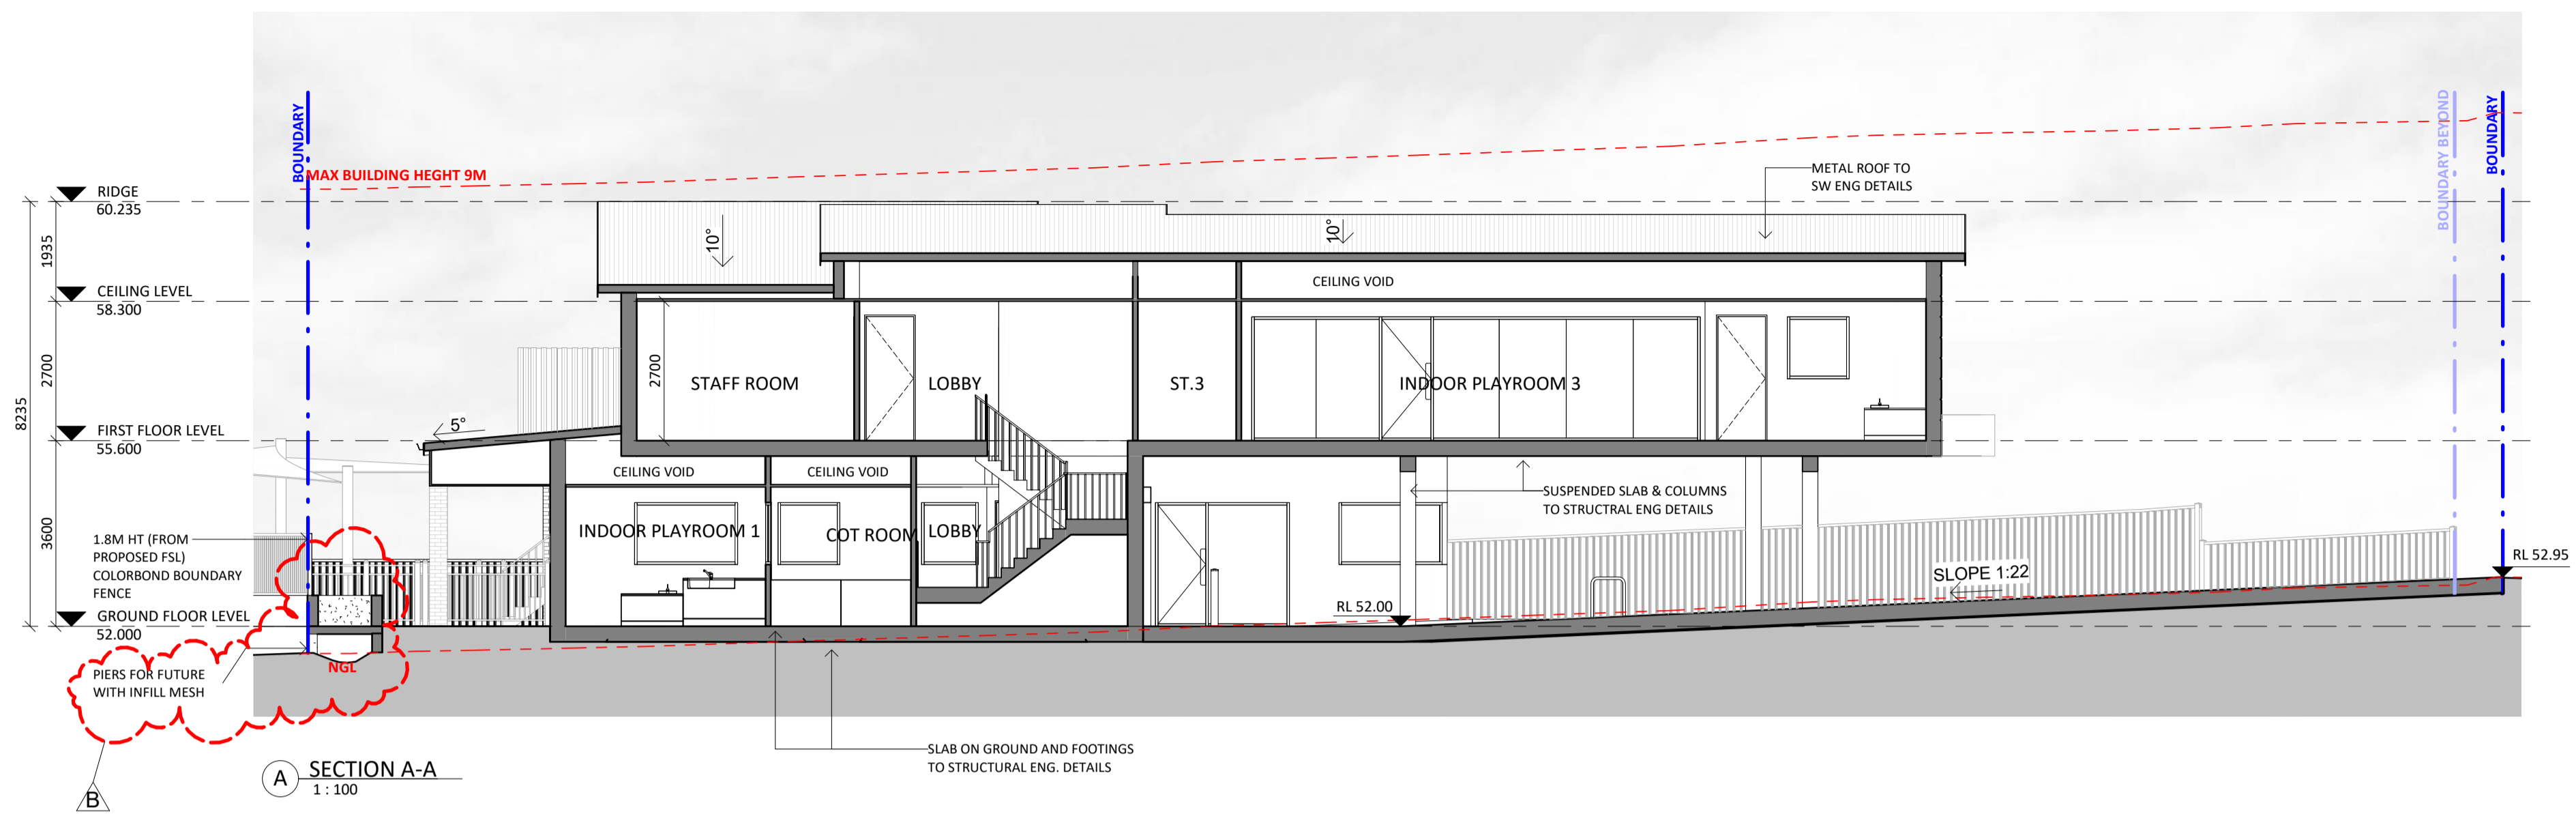 BOUNDARY
BOUNDARY BEYOND
BOUNDARY
MAX BUILDING HEGHT 9M
METAL ROOF TO
SW ENG DETAILS
RIDGE
60.235
1935
10°
10°
CEILING LEVEL
58.300
CEILING VOID
2700
2700
8235
STAFF ROOM
LOBBY
ST.3
INDOOR PLAYROOM 3
5°
FIRST FLOOR LEVEL
55.600
CEILING VOID
CEILING VOID
SUSPENDED SLAB & COLUMNS
TO STRUCTRAL ENG DETAILS
3600
INDOOR PLAYROOM 1
COT ROOM
LOBBY
1.8M HT (FROM
PROPOSED FSL)
COLORBOND BOUNDARY
FENCE
RL 52.95
SLOPE 1:22
RL 52.00
GROUND FLOOR LEVEL
52.000
NGL
PIERS FOR FUTURE
WITH INFILL MESH
SLAB ON GROUND AND FOOTINGS
TO STRUCTURAL ENG. DETAILS
A
SECTION A-A
1 : 100
B